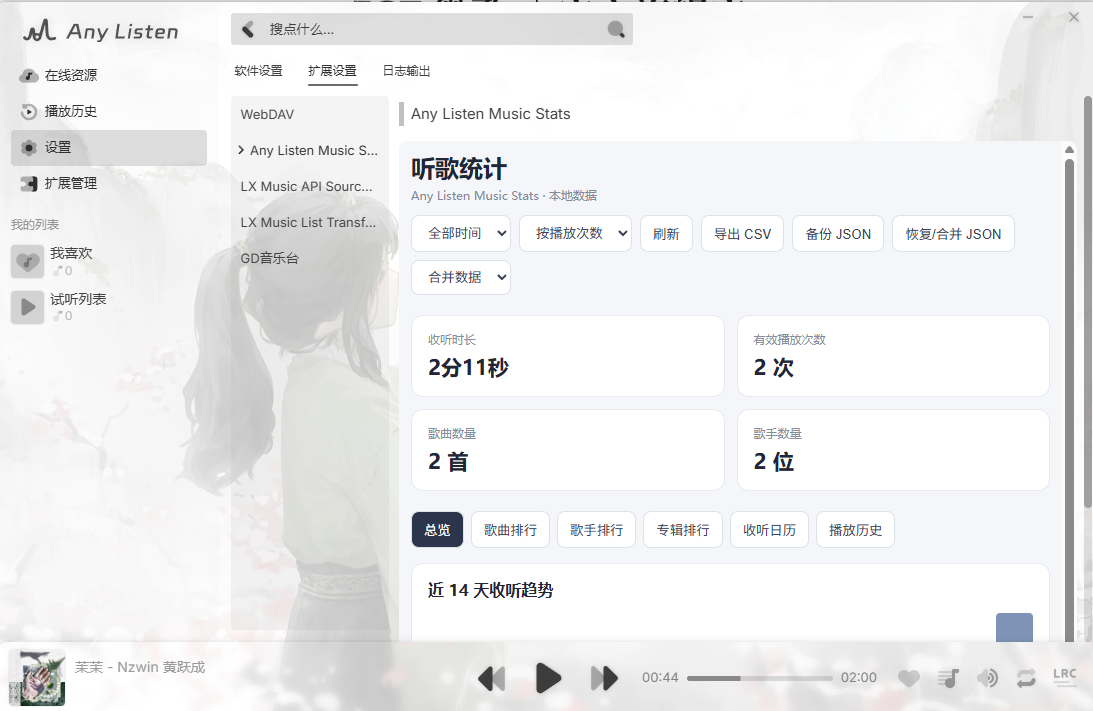 Any Listen
搜点什么...
在线资源
播放历史
设置
扩展管理
我的列表
我喜欢
0
试听列表
0
软件设置 扩展设置 日志输出
WebDAV
Any Listen Music S...
LX Music API Sourc...
LX Music List Transf...
GD音乐台
Any Listen Music Stats
听歌统计
Any Listen Music Stats · 本地数据
全部时间 按播放次数 刷新 导出 CSV 备份 JSON 恢复/合并 JSON
合并数据
收听时长
2分11秒
有效播放次数
2 次
歌曲数量
2 首
歌手数量
2 位
总览 歌曲排行 歌手排行 专辑排行 收听日历 播放历史
近 14 天收听趋势
茉茉 - Nzwin 黄跃成
00:44 02:00
LRC